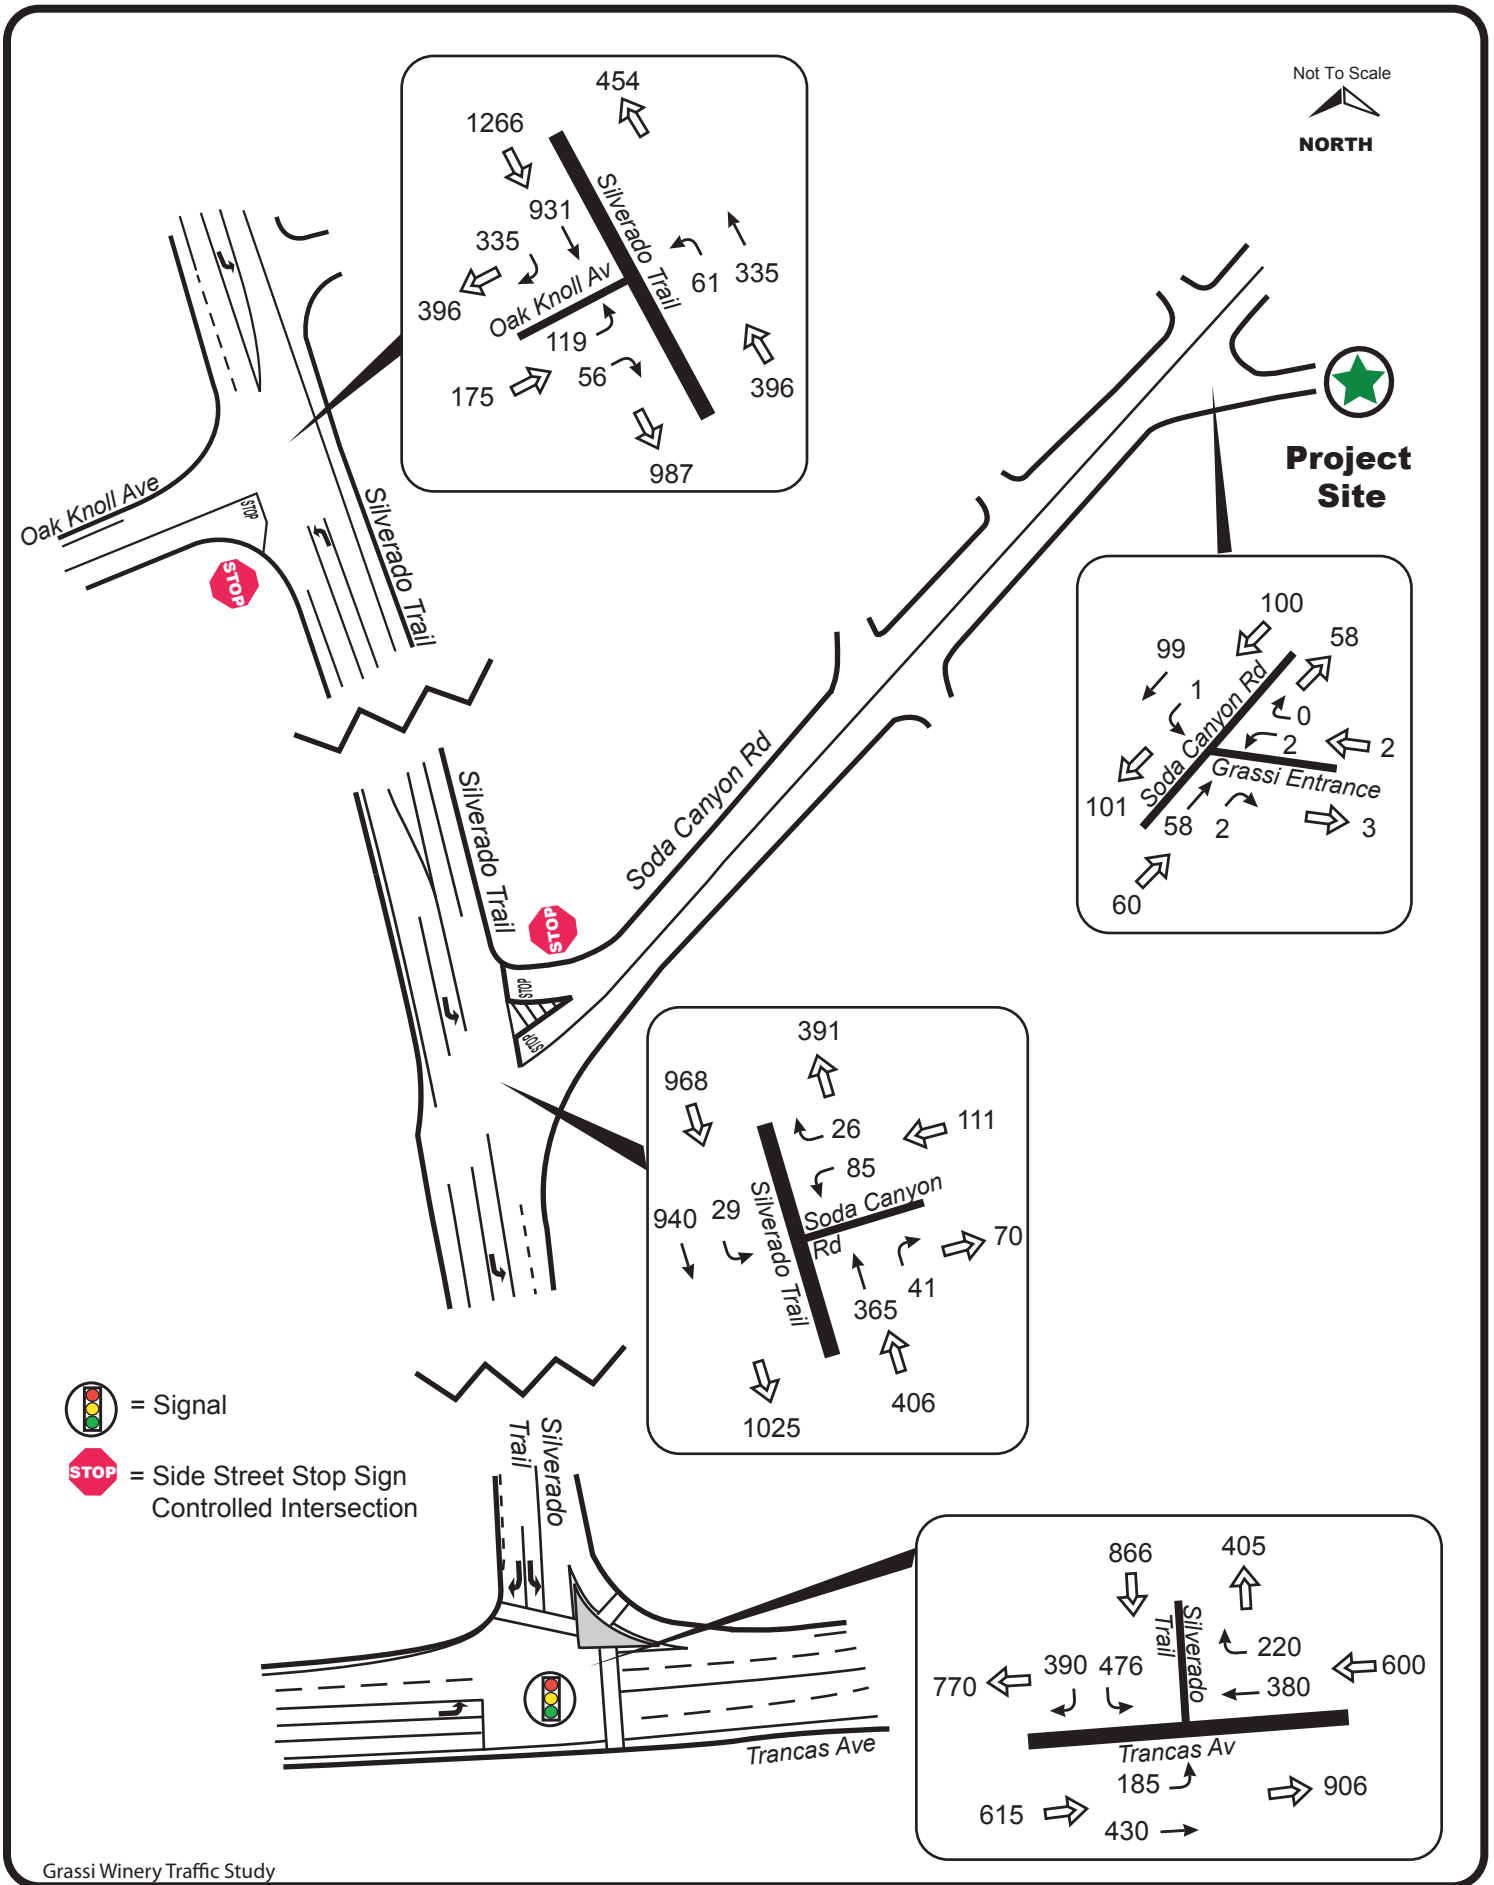 Not To Scale
NORTH
454
1266
931
335
396
Silverado Trail
Oak Knoll Av
61
335
119
56
175
396
987
Oak Knoll Ave
STOP
STOP
Silverado Trail
Project
Site
100
58
99
1
0
2
2
Soda Canyon Rd
Grassi Entrance
101
58
2
3
60
Silverado Trail
Soda Canyon Rd
STOP
STOP
STOP
391
968
26
111
85
Soda Canyon
Rd
Silverado Trail
940
29
70
41
365
406
1025
= Signal
STOP
= Side Street Stop Sign
Controlled Intersection
Silverado
Trail
Trancas Ave
866
405
Silverado
Trail
220
600
390
476
380
770
Trancas Av
185
906
615
430
Grassi Winery Traffic Study